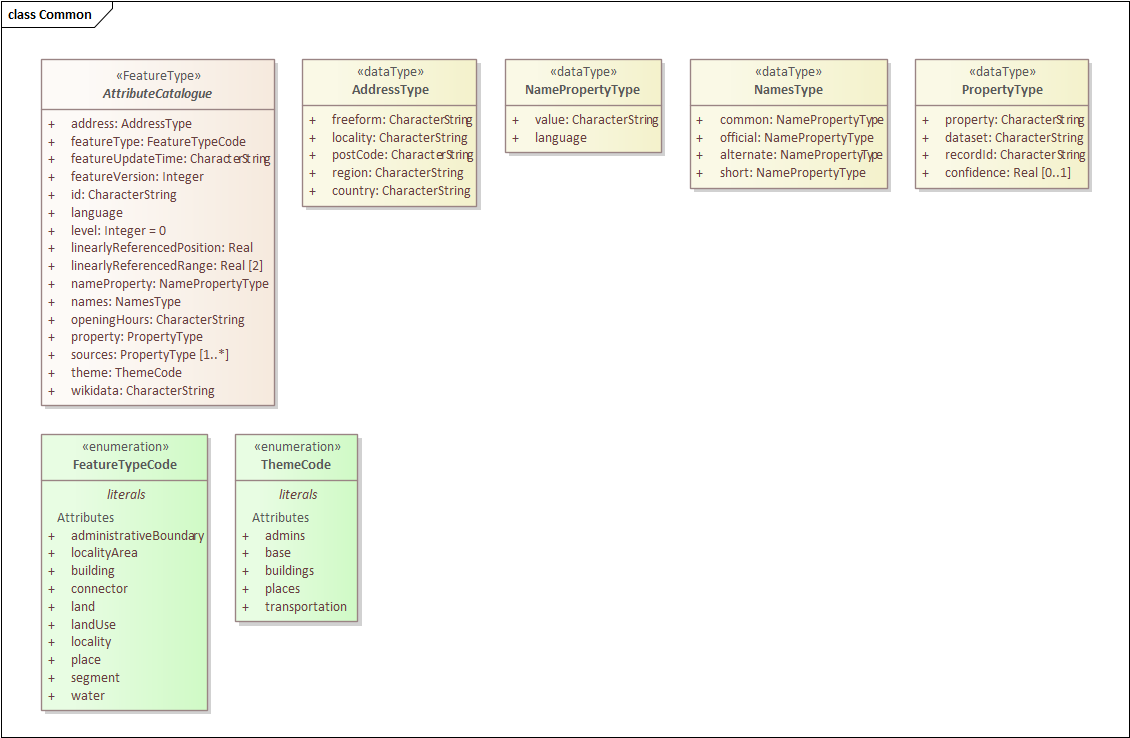 class Common
«FeatureType»
AttributeCatalogue
+ address: AddressType
+ featureType: FeatureTypeCode
+ featureUpdateTime: CharacterString
+ featureVersion: Integer
+ id: CharacterString
+ language
+ level: Integer = 0
+ linearlyReferencedPosition: Real
+ linearlyReferencedRange: Real [2]
+ nameProperty: NamePropertyType
+ names: NamesType
+ openingHours: CharacterString
+ property: PropertyType
+ sources: PropertyType [1..*]
+ theme: ThemeCode
+ wikidata: CharacterString
«dataType»
AddressType
+ freeform: CharacterString
+ locality: CharacterString
+ postCode: CharacterString
+ region: CharacterString
+ country: CharacterString
«dataType»
NamePropertyType
+ value: CharacterString
+ language
«dataType»
NamesType
+ common: NamePropertyType
+ official: NamePropertyType
+ alternate: NamePropertyType
+ short: NamePropertyType
«dataType»
PropertyType
+ property: CharacterString
+ dataset: CharacterString
+ recordId: CharacterString
+ confidence: Real [0..1]
«enumeration»
FeatureTypeCode
literals
Attributes
+ administrativeBoundary
+ localityArea
+ building
+ connector
+ land
+ landUse
+ locality
+ place
+ segment
+ water
«enumeration»
ThemeCode
literals
Attributes
+ admins
+ base
+ buildings
+ places
+ transportation